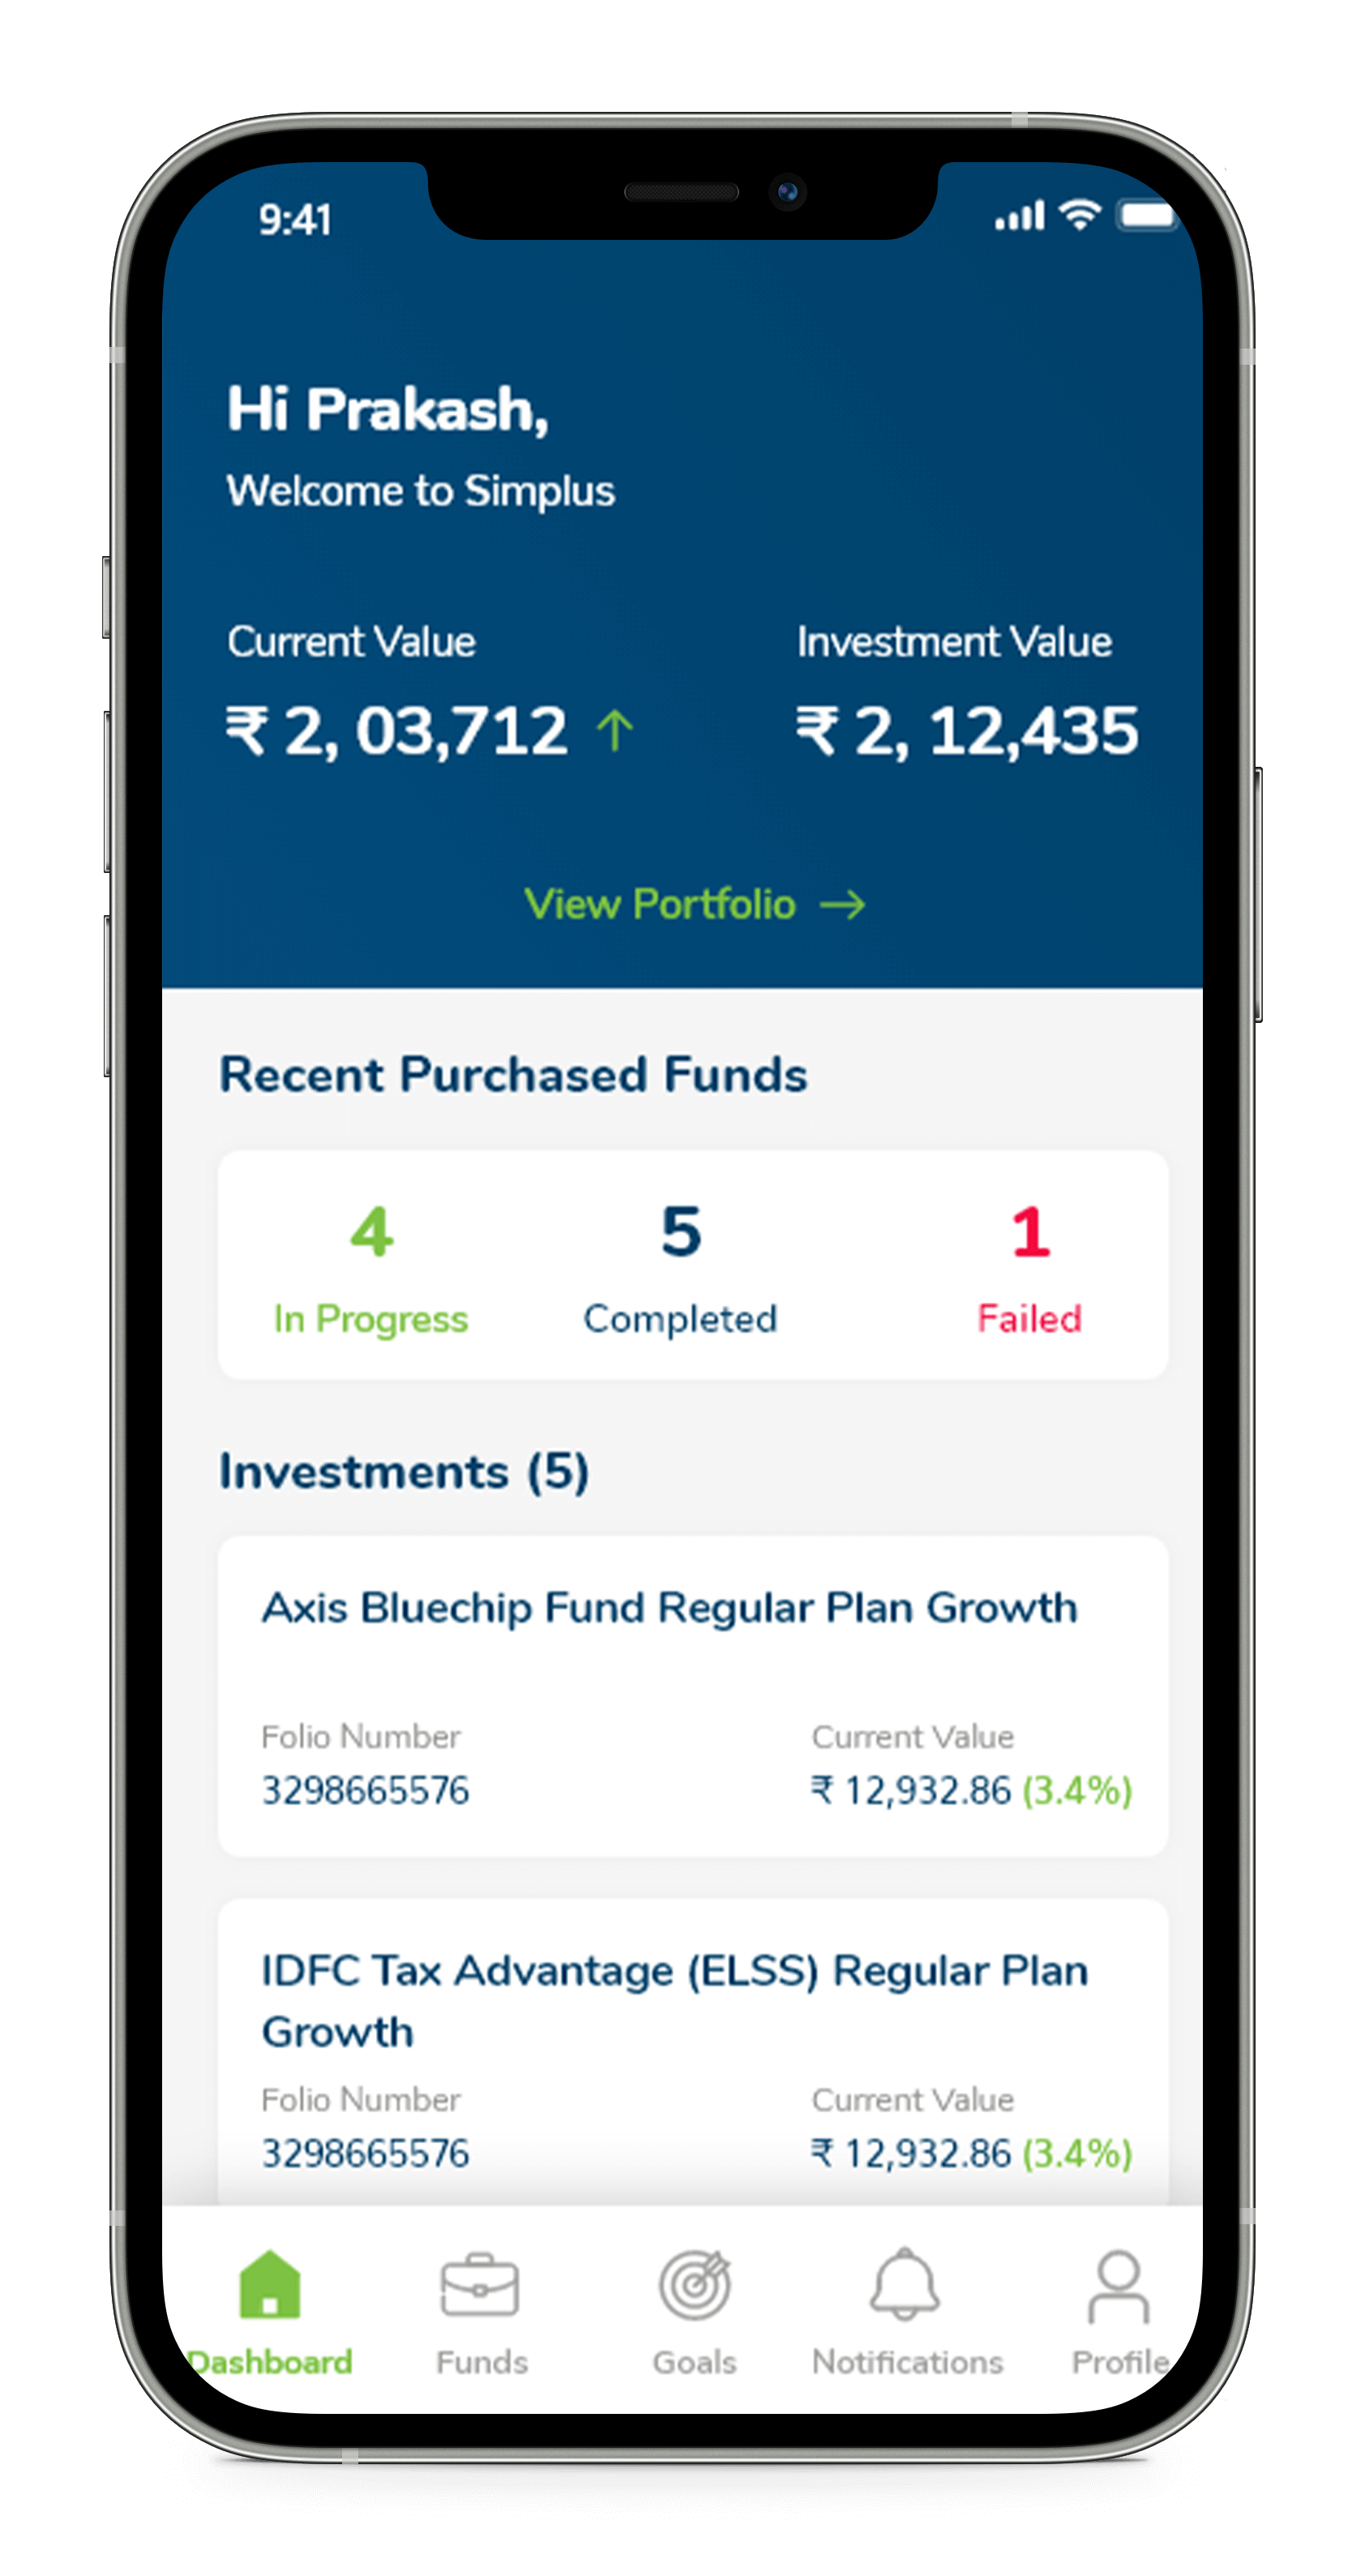 9:41
Hi Prakash,
Welcome to Simplus
Current Value
Investment Value
₹ 2, 03,712 ↑
₹ 2, 12,435
View Portfolio →
Recent Purchased Funds
4
5
1
In Progress
Completed
Failed
Investments (5)
Axis Bluechip Fund Regular Plan Growth
Folio Number
Current Value
3298665576
₹ 12,932.86 (3.4%)
IDFC Tax Advantage (ELSS) Regular Plan
Growth
Folio Number
Current Value
3298665576
₹ 12,932.86 (3.4%)
Dashboard
Funds
Goals
Notifications
Profile